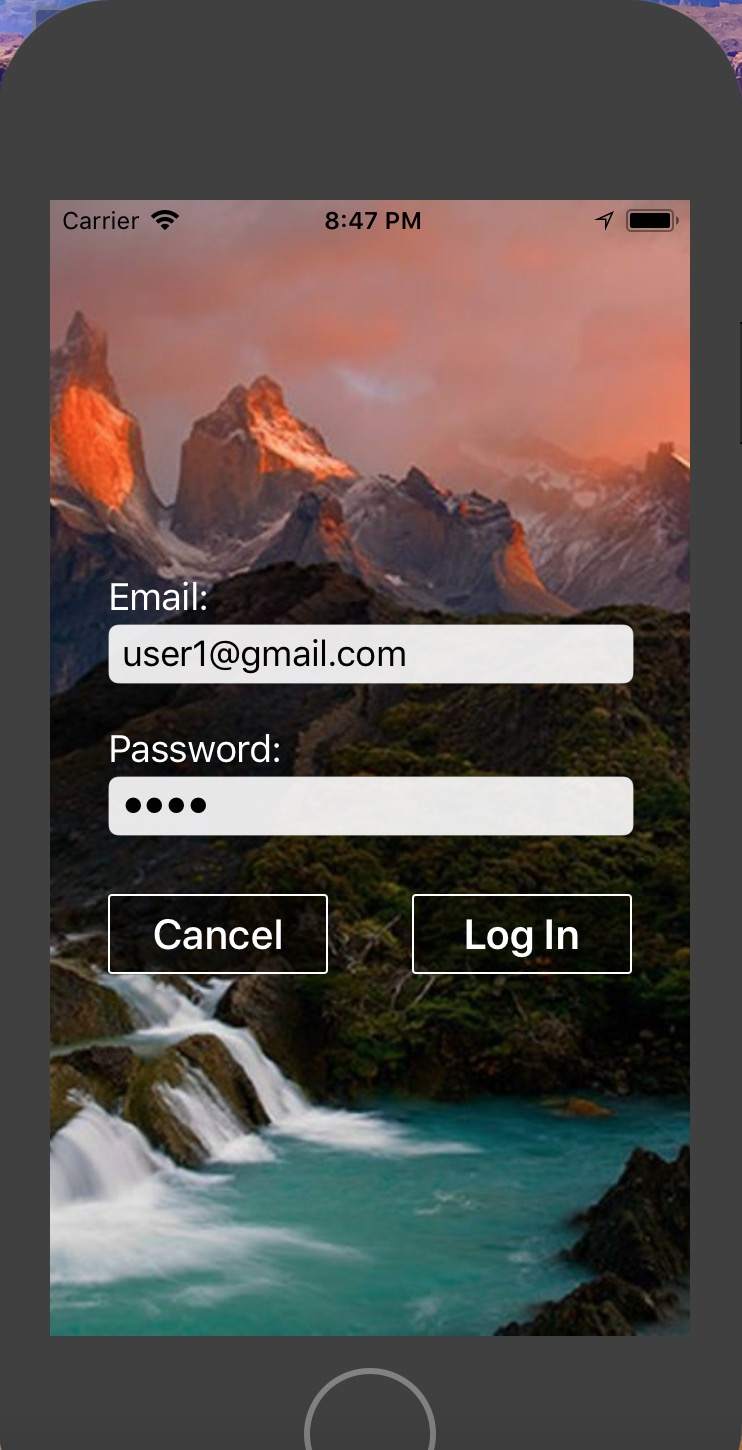 Carrier 8:47 PM
Email:
user1@gmail.com
Password:
••••
Cancel Log In